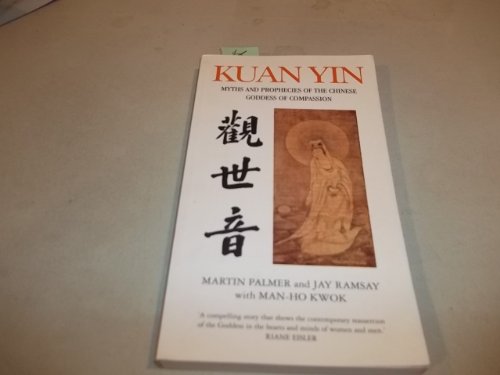 KUAN YIN
MYTHS AND PROPHECIES OF THE CHINESE
GODDESS OF COMPASSION
觀世音
MARTIN PALMER and JAY RAMSAY
with MAN-HO KWOK
'A compelling story that shows the contemporary resurrection
of the Goddess in the hearts and minds of women and men.'
RIANE EISLER